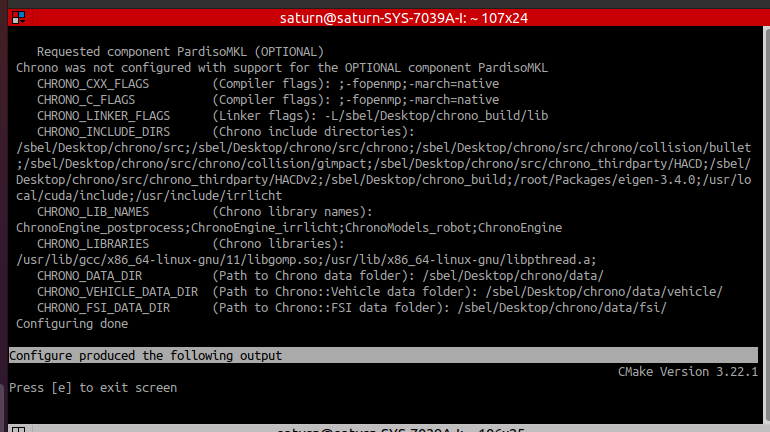 saturn@saturn-SYS-7039A-I: ~ 107x24
Requested component PardisoMKL (OPTIONAL)
Chrono was not configured with support for the OPTIONAL component PardisoMKL
CHRONO_CXX_FLAGS (Compiler flags): ;-fopenmp;-march=native
CHRONO_C_FLAGS (Compiler flags): ;-fopenmp;-march=native
CHRONO_LINKER_FLAGS (Linker flags): -L/sbel/Desktop/chrono_build/lib
CHRONO_INCLUDE_DIRS (Chrono include directories):
/sbel/Desktop/chrono/src;/sbel/Desktop/chrono/src/chrono;/sbel/Desktop/chrono/src/chrono/collision/bullet
;/sbel/Desktop/chrono/src/chrono/collision/gimpact;/sbel/Desktop/chrono/src/chrono_thirdparty/HACD;/sbel/
Desktop/chrono/src/chrono_thirdparty/HACDv2;/sbel/Desktop/chrono_build;/root/Packages/eigen-3.4.0;/usr/lo
cal/cuda/include;/usr/include/irrlicht
CHRONO_LIB_NAMES (Chrono library names):
ChronoEngine_postprocess;ChronoEngine_irrlicht;ChronoModels_robot;ChronoEngine
CHRONO_LIBRARIES (Chrono libraries):
/usr/lib/gcc/x86_64-linux-gnu/11/libgomp.so;/usr/lib/x86_64-linux-gnu/libpthread.a;
CHRONO_DATA_DIR (Path to Chrono data folder): /sbel/Desktop/chrono/data/
CHRONO_VEHICLE_DATA_DIR (Path to Chrono::Vehicle data folder): /sbel/Desktop/chrono/data/vehicle/
CHRONO_FSI_DATA_DIR (Path to Chrono::FSI data folder): /sbel/Desktop/chrono/data/fsi/
Configuring done
Configure produced the following output
CMake Version 3.22.1
Press [e] to exit screen
saturn@saturn-SYS-7039A-I: ~ 106x25